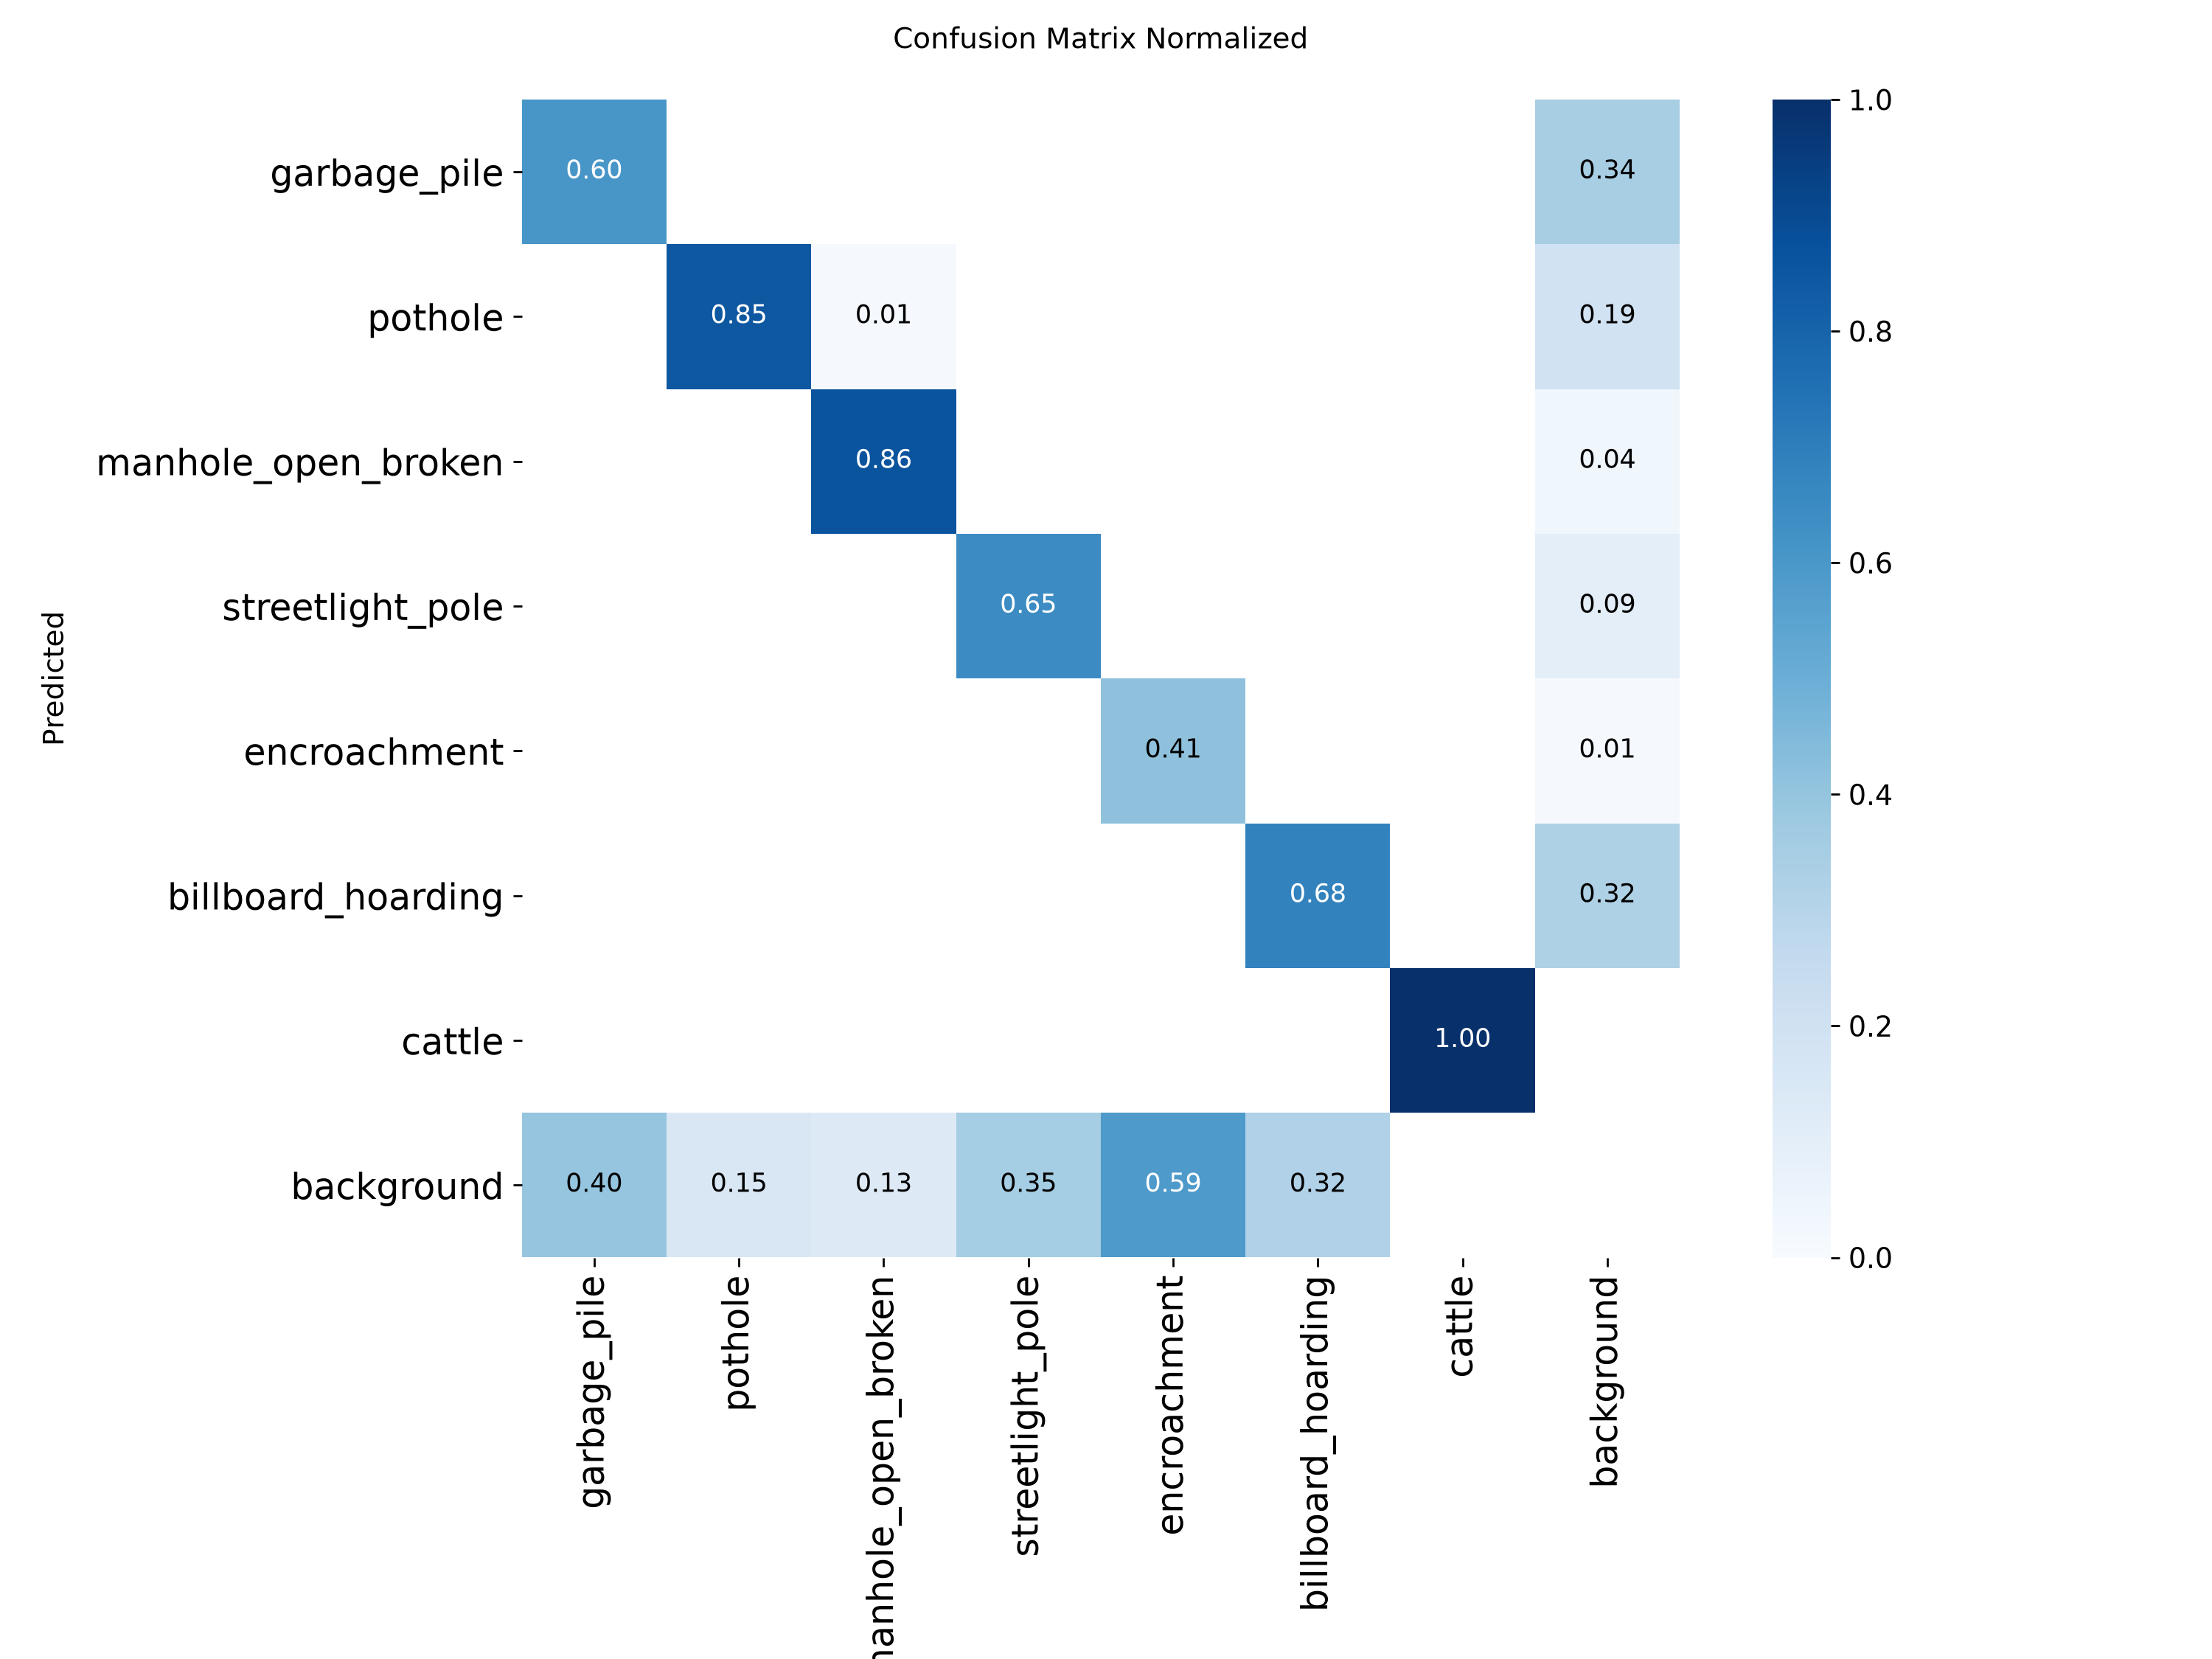 Confusion Matrix Normalized
garbage_pile
0.60
0.34
pothole
0.85
0.01
0.19
manhole_open_broken
0.86
0.04
streetlight_pole
0.65
0.09
encroachment
0.41
0.01
billboard_hoarding
0.68
0.32
cattle
1.00
background
0.40
0.15
0.13
0.35
0.59
0.32
Predicted
garbage_pile
pothole
anhole_open_broken
streetlight_pole
encroachment
billboard_hoarding
cattle
background
1.0
0.8
0.6
0.4
0.2
0.0